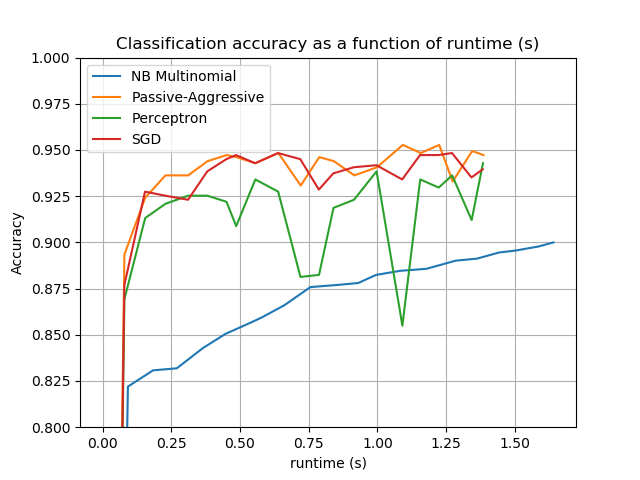 Classification accuracy as a function of runtime (s)
NB Multinomial
Passive-Aggressive
Perceptron
SGD
Accuracy
1.000
0.975
0.950
0.925
0.900
0.875
0.850
0.825
0.800
0.00 0.25 0.50 0.75 1.00 1.25 1.50
runtime (s)